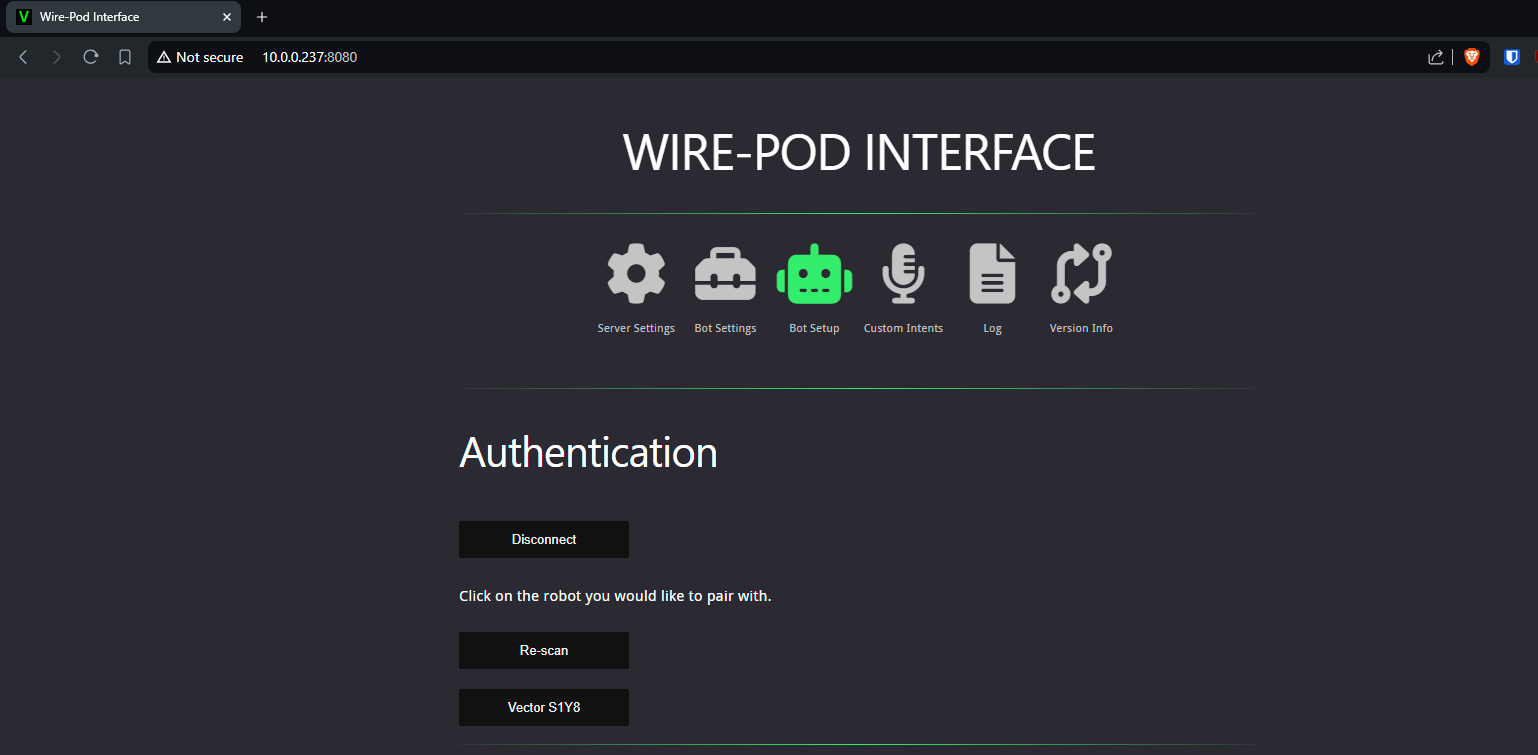 V Wire-Pod Interface
Not secure 10.0.0.237:8080
WIRE-POD INTERFACE
Server Settings Bot Settings Bot Setup Custom Intents Log Version Info
Authentication
Disconnect
Click on the robot you would like to pair with.
Re-scan
Vector S1Y8